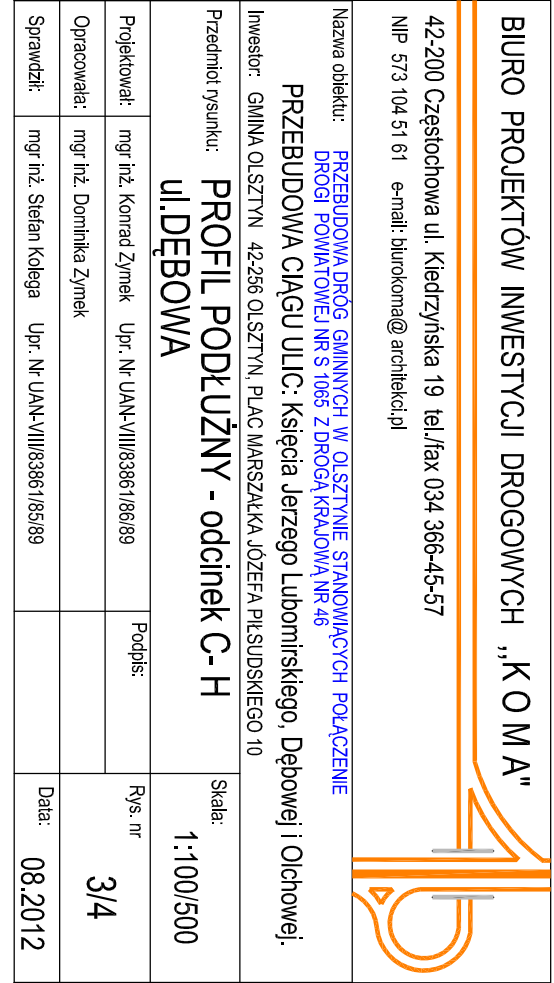 BIURO PROJEKTÓW INWESTYCJI DROGOWYCH ,,K O M A"
42-200 Częstochowa ul. Kiedrzyńska 19 tel./fax 034 366-45-57
NIP 573 104 51 61 e-mail: biurokoma@ architekci.pl
Nazwa obiektu: PRZEBUDOWA DRÓG GMINNYCH W OLSZTYNIE STANOWIĄCYCH POŁĄCZENIE
DROGI POWIATOWEJ NR S 1065 Z DROGĄ KRAJOWĄ NR 46
PRZEBUDOWA CIĄGU ULIC: Księcia Jerzego Lubomirskiego, Dębowej i Olchowej.
Inwestor: GMINA OLSZTYN 42-256 OLSZTYN, PLAC MARSZAŁKA JÓZEFA PIŁSUDSKIEGO 10
Przedmiot rysunku: PROFIL PODŁUŻNY - odcinek C- H
ul.DĘBOWA
Skala:
1:100/500
Projektował: mgr inż. Konrad Zymek Upr. Nr UAN-VIII/83861/86/89
Podpis:
Opracowała: mgr inż. Dominika Zymek
Rys. nr
3/4
Sprawdził: mgr inż. Stefan Kolega Upr. Nr UAN-VIII/83861/85/89
Data:
08.2012